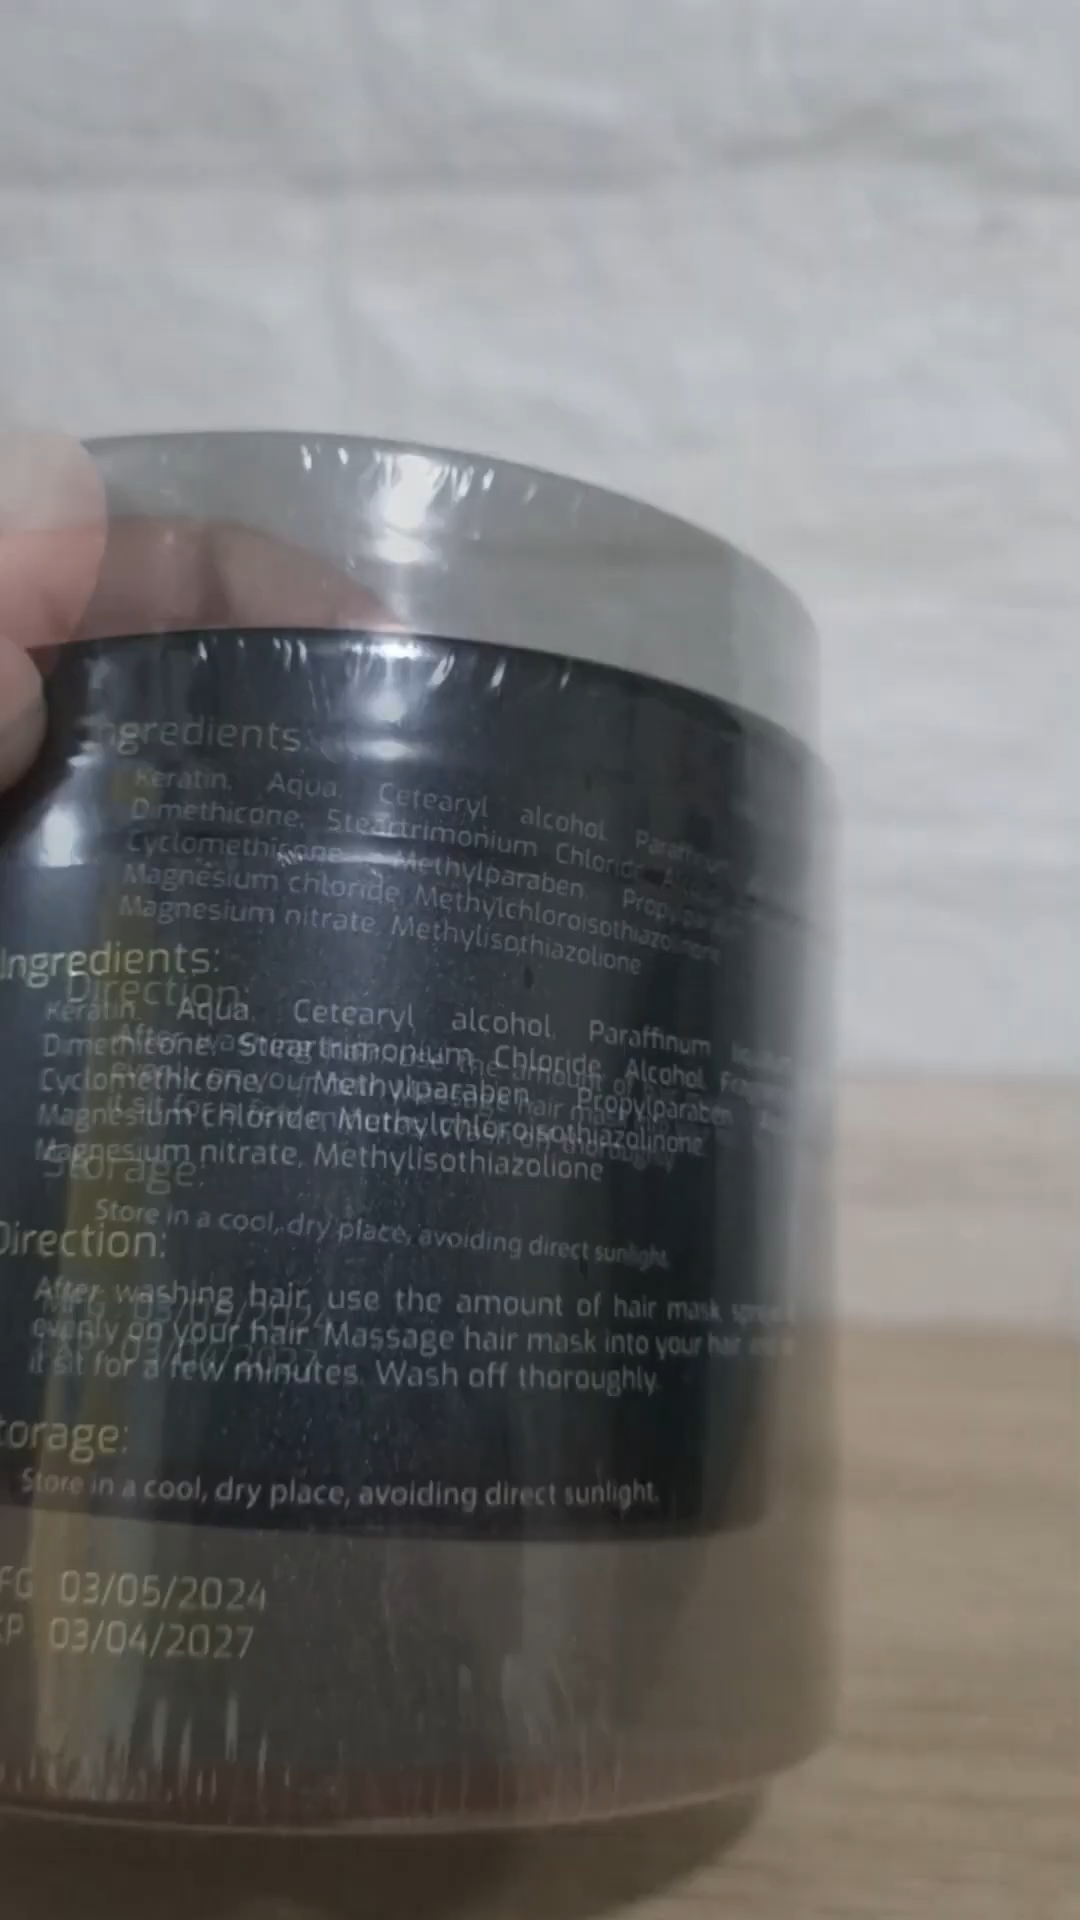 Ingredients:
Keratin. Aqua. Cetearyl alcohol. Paraffinum
Dimethicone. Steartrimonium Chloride. Alcohol.
Cyclomethicone. Methylparaben. Propylparaben.
Magnesium chloride, Methylchloroisothiazolinone
Magnesium nitrate, Methylisothiazolione
Direction:
After washing hair, use the amount of hair mask
evenly on your hair. Massage hair mask into your hair
it sit for a few minutes. Wash off thoroughly.
Storage:
Store in a cool, dry place, avoiding direct sunlight.
FG 03/05/2024
XP 03/04/2027